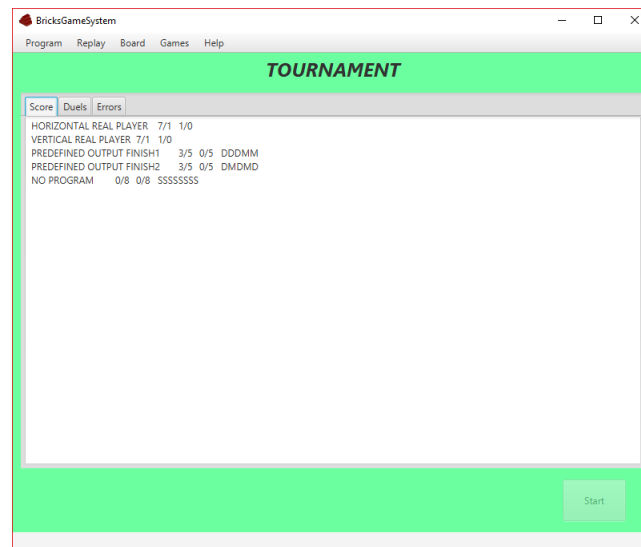 BricksGameSystem
Program Replay Board Games Help
TOURNAMENT
Score Duels Errors
HORIZONTAL REAL PLAYER 7/1 1/0
VERTICAL REAL PLAYER 7/1 1/0
PREDEFINED OUTPUT FINISH1 3/5 0/5 DDDMM
PREDEFINED OUTPUT FINISH2 3/5 0/5 DMDMD
NO PROGRAM 0/8 0/8 SSSSSSSS
Start